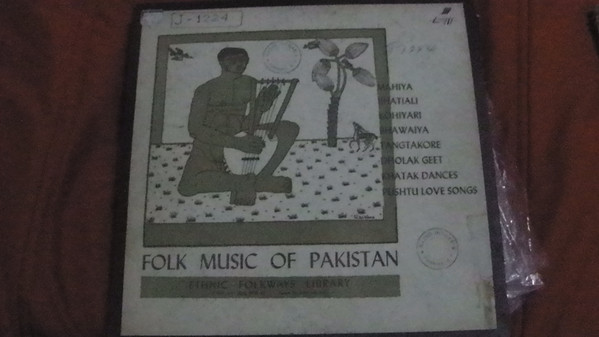 J-1224
MAHIYA
BHATIALI
KOHIYARI
BHAWAIYA
TANGTAKORE
DHOLAK GEET
KHATAK DANCES
PUSHTU LOVE SONGS
FOLK MUSIC OF PAKISTAN
ETHNIC FOLKWAYS LIBRARY